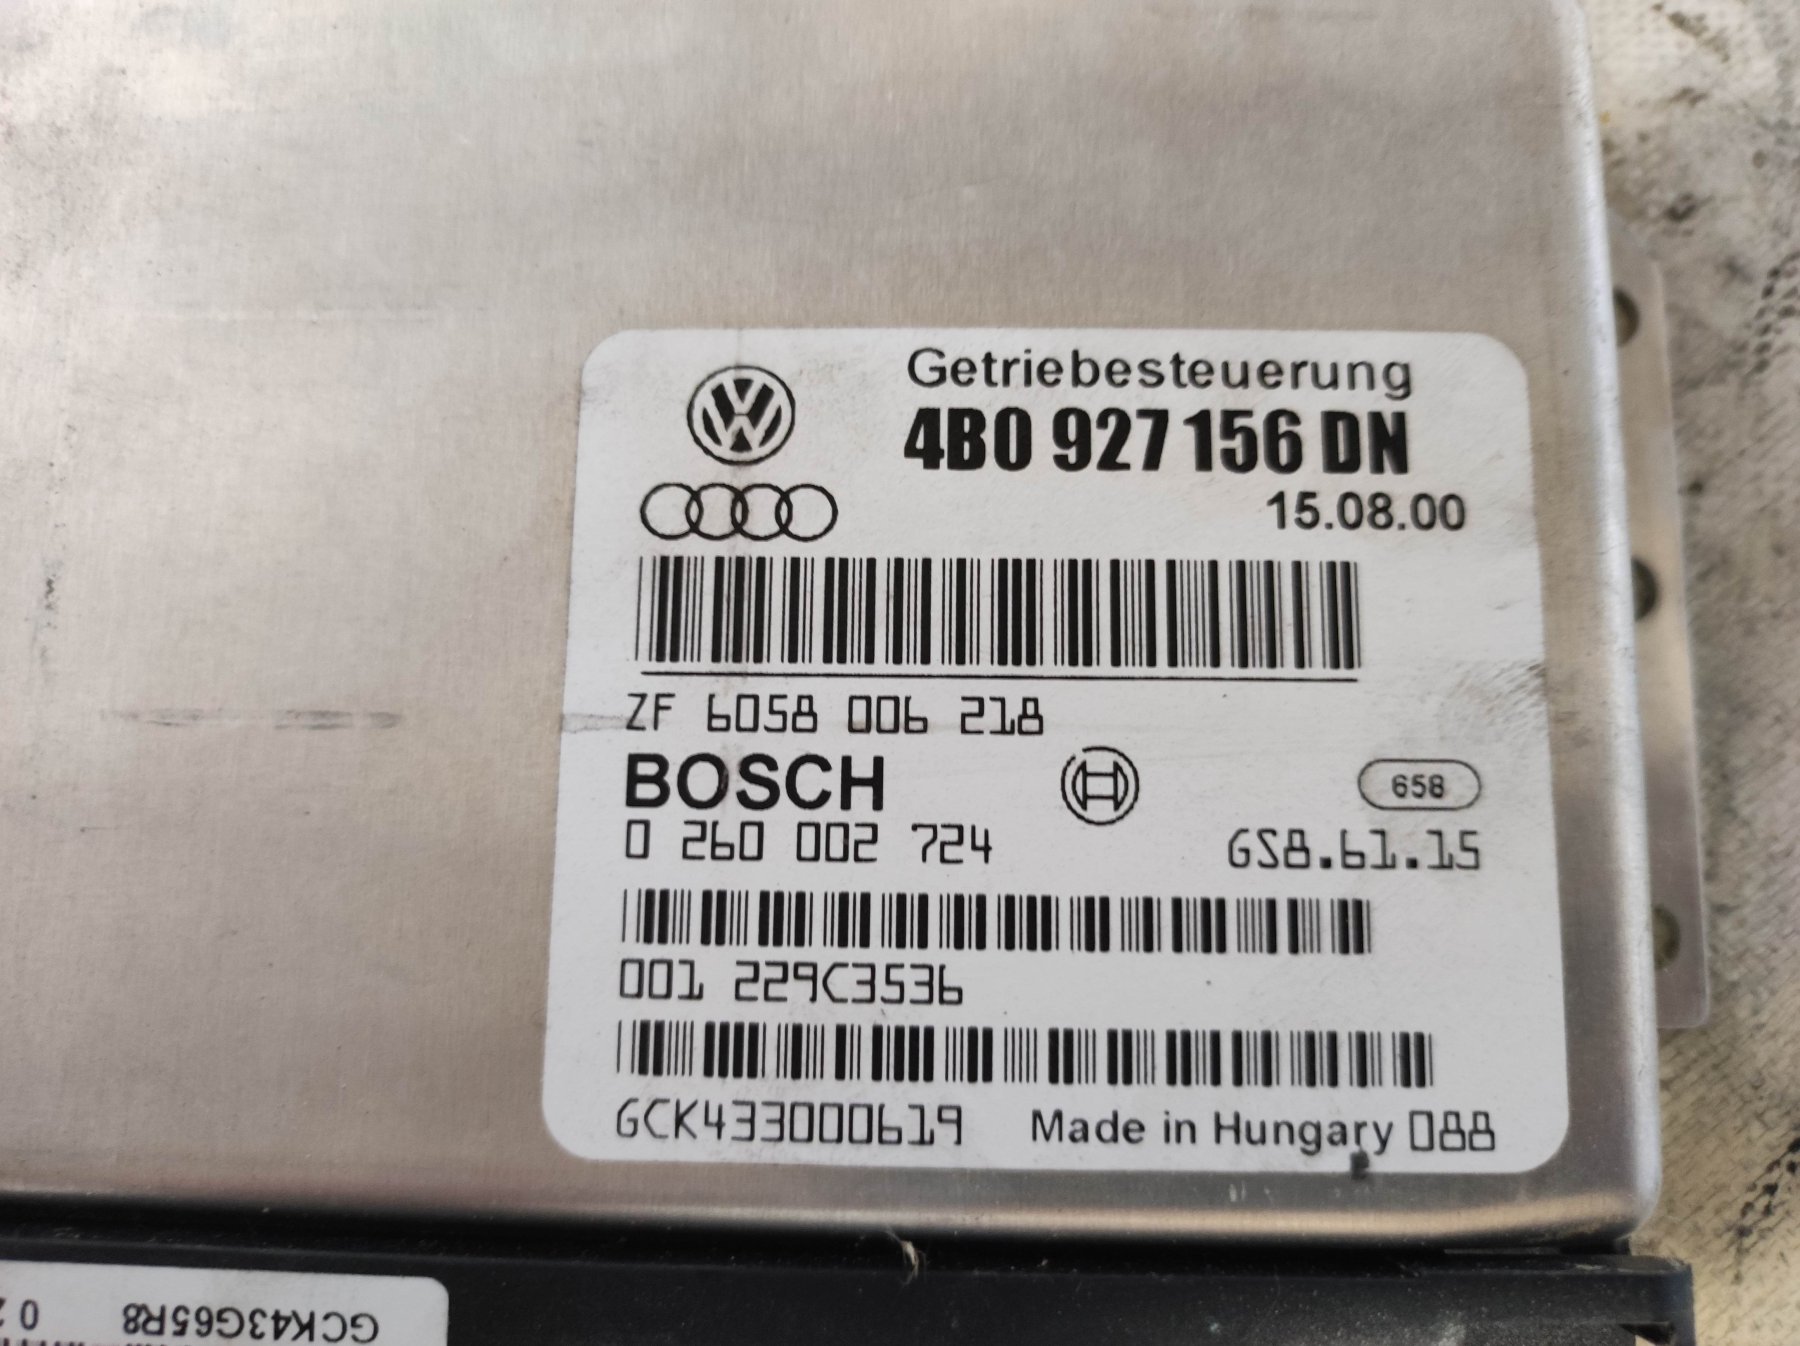 Getriebesteuerung
4B0 927 156 DN
15.08.00
ZF 6058 006 218
BOSCH
658
0 260 002 724
GS8.61.15
001 229C3536
GCK433000619 Made in Hungary 088
GCK43G65R8